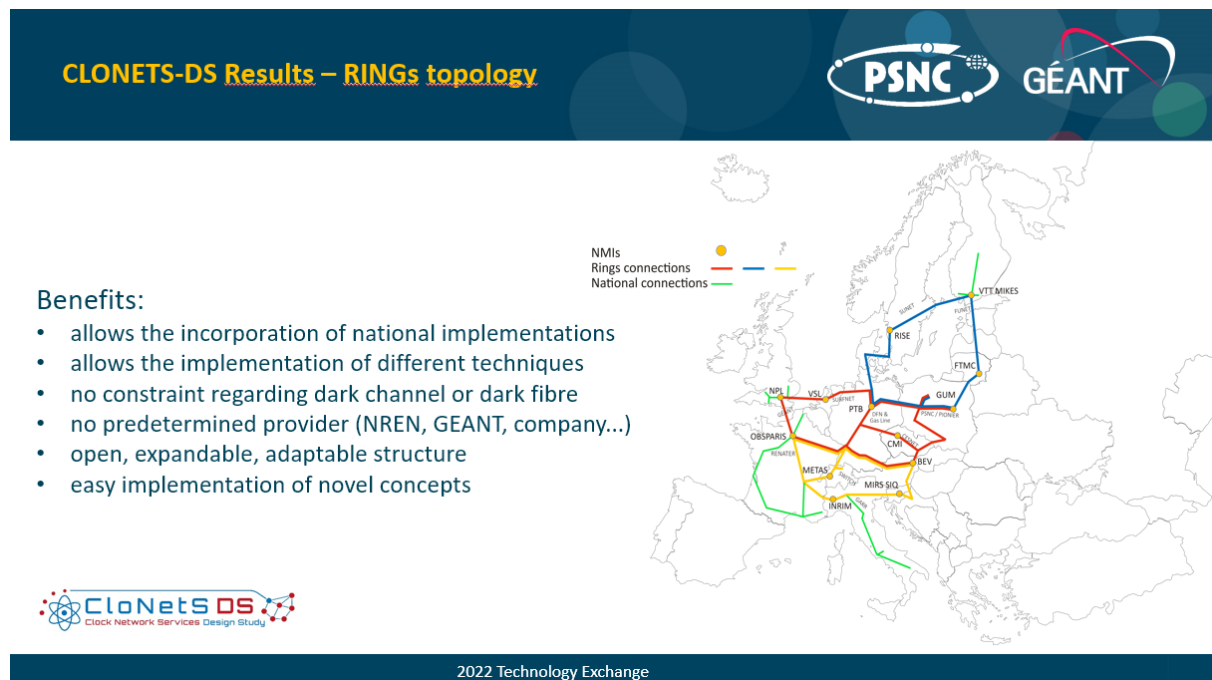 CLONETS-DS Results – RINGs topology
PSNC
GÉANT
NMIs
Rings connections
National connections
Benefits:
• allows the incorporation of national implementations
• allows the implementation of different techniques
• no constraint regarding dark channel or dark fibre
• no predetermined provider (NREN, GEANT, company...)
• open, expandable, adaptable structure
• easy implementation of novel concepts
VTT MIKES
SUNET
FUNET
RISE
FTMC
NPL
VSL
SURFNET
GUM
PTB
DFN &
Gas Line
PSNC / PIONIER
OBSPARIS
CMI
RENATER
BEV
METAS
SWITCH
MIRS SIQ
INRIM
GARR
CloNetS DS
Clock Network Services Design Study
2022 Technology Exchange